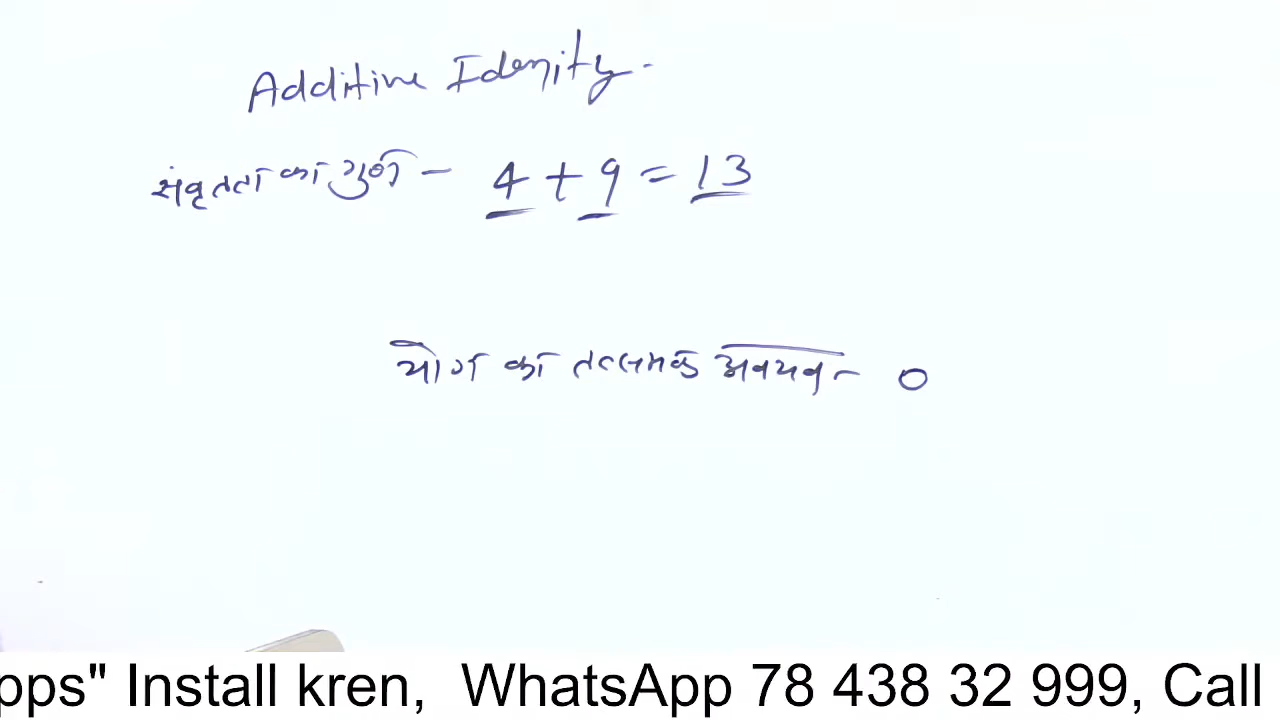 Additive Idenity.
संवृतता का गुण - 4 + 9 = 13
योग का तत्समक अवयव - 0
pps" Install kren, WhatsApp 78 438 32 999, Call